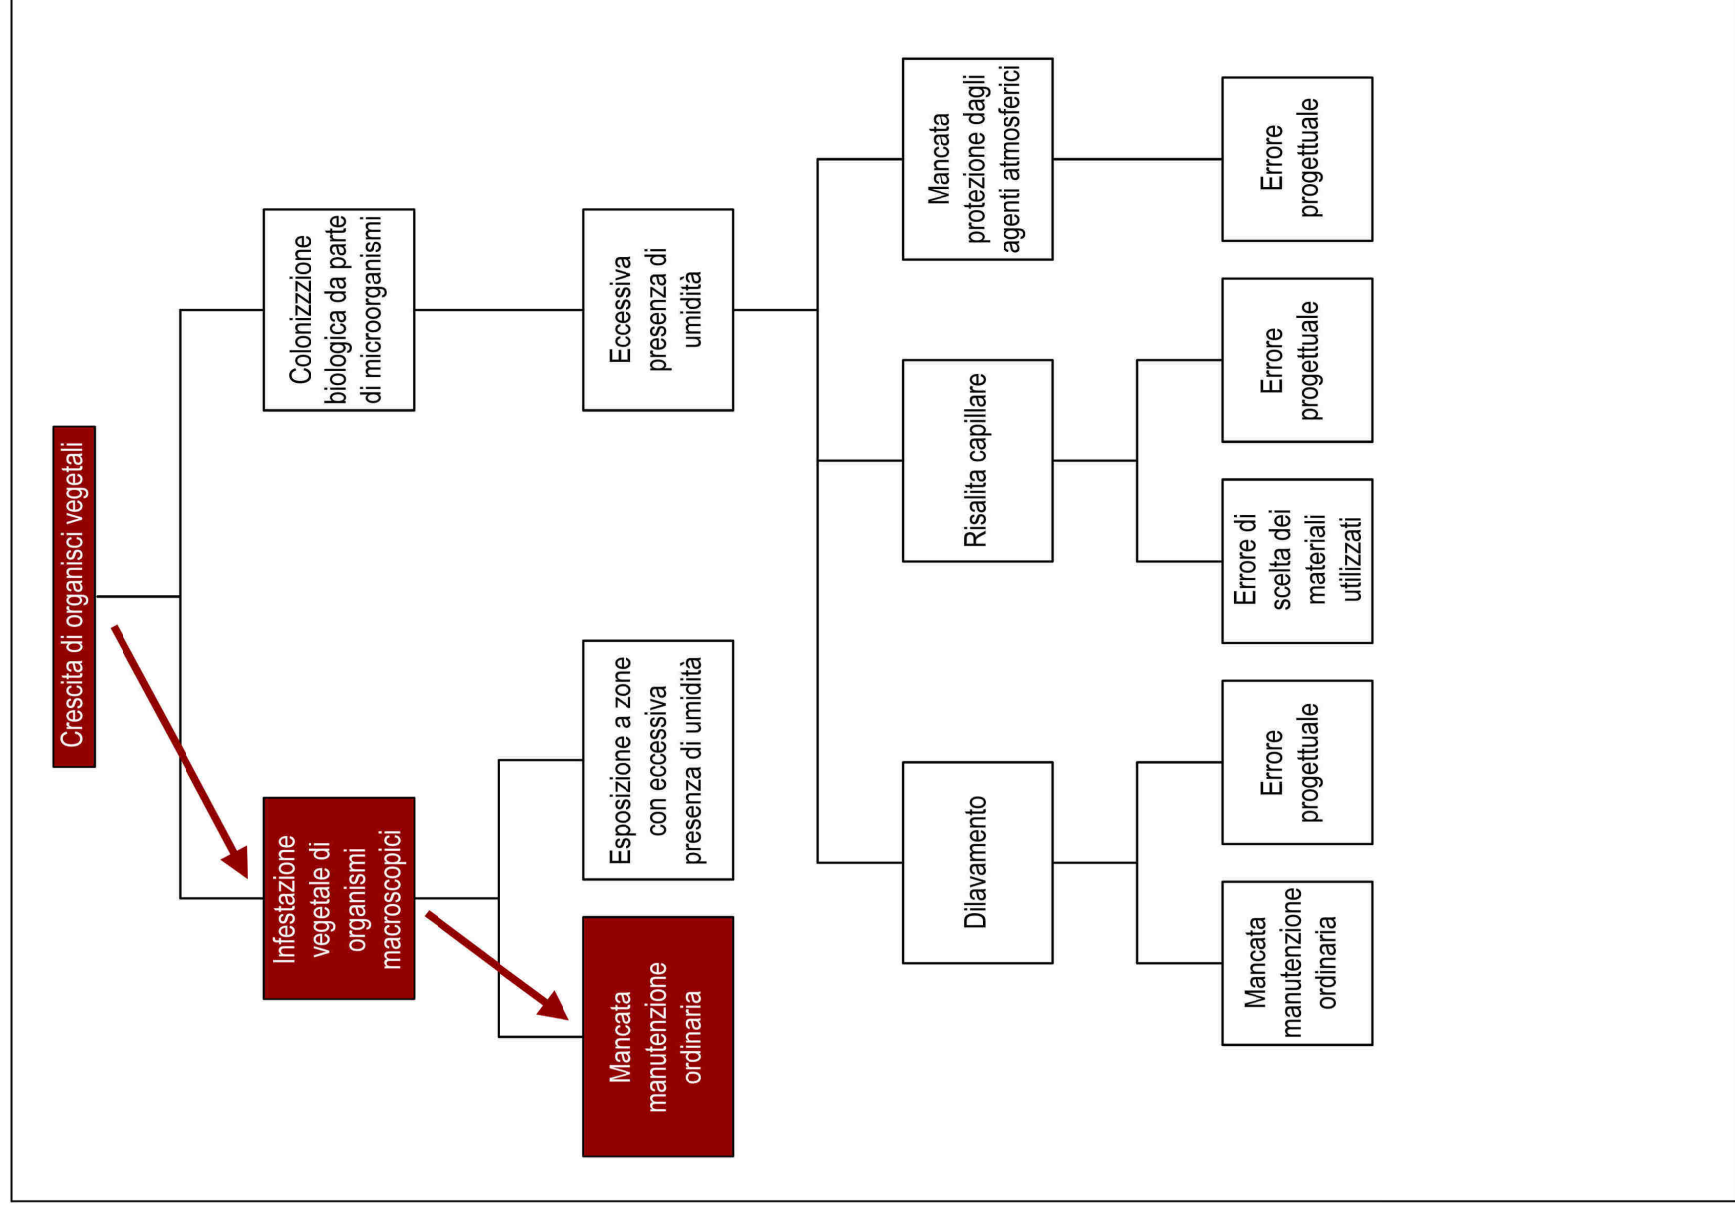 Crescita di organisci vegetali
Infestazione
vegetale di
organismi
macroscopici
Colonizzzione
biologica da parte
di microorganismi
Mancata
manutenzione
ordinaria
Esposizione a zone
con eccessiva
presenza di umidità
Eccessiva
presenza di
umidità
Dilavamento
Risalita capillare
Mancata
protezione dagli
agenti atmosferici
Mancata
manutenzione
ordinaria
Errore
progettuale
Errore di
scelta dei
materiali
utilizzati
Errore
progettuale
Errore
progettuale